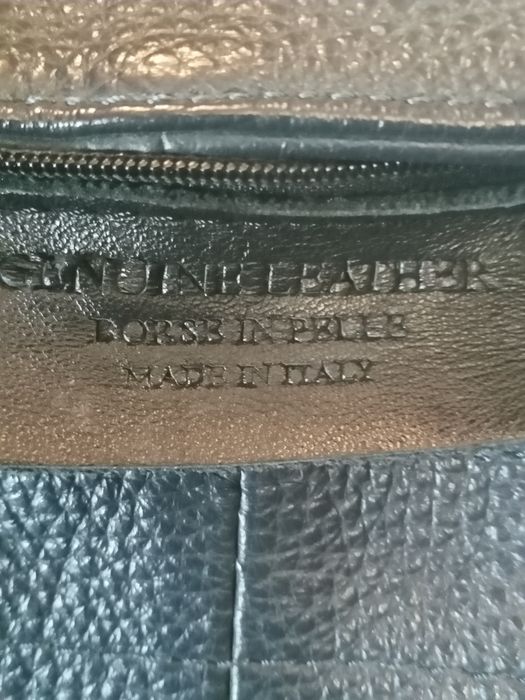 GENUINE LEATHER
BORSE IN PELLE
MADE IN ITALY